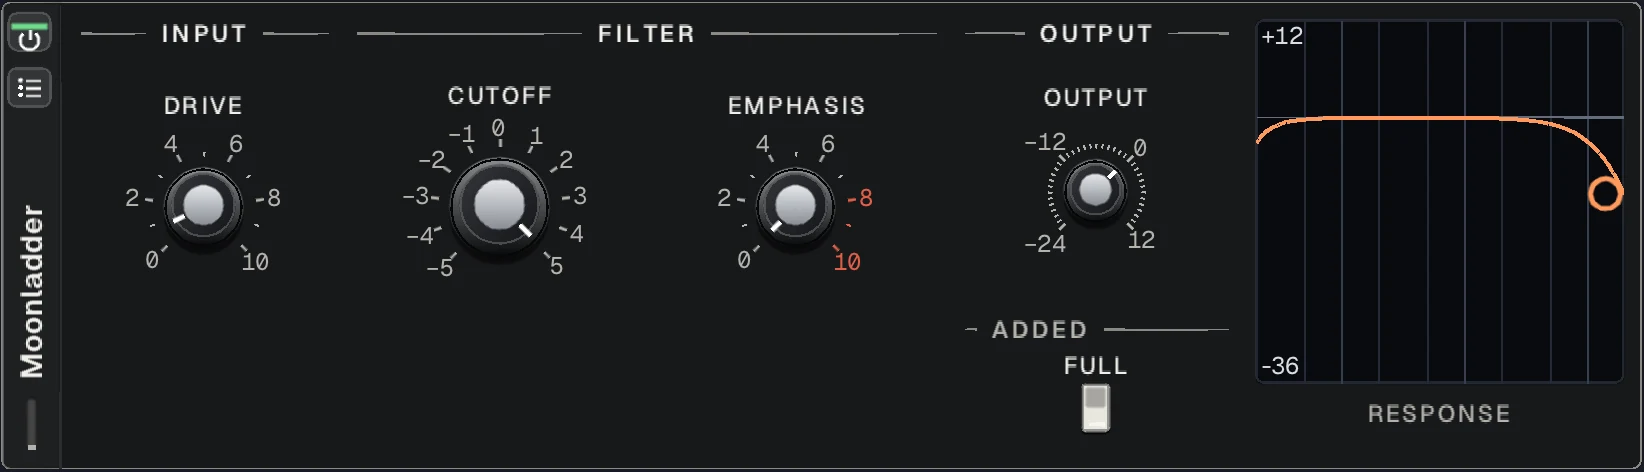 Moonladder
INPUT
DRIVE
0
2
4
6
8
10
FILTER
CUTOFF
-5
-4
-3
-2
-1
0
1
2
3
4
5
EMPHASIS
0
2
4
6
8
10
OUTPUT
OUTPUT
-24
-12
0
12
ADDED
FULL
+12
-36
RESPONSE